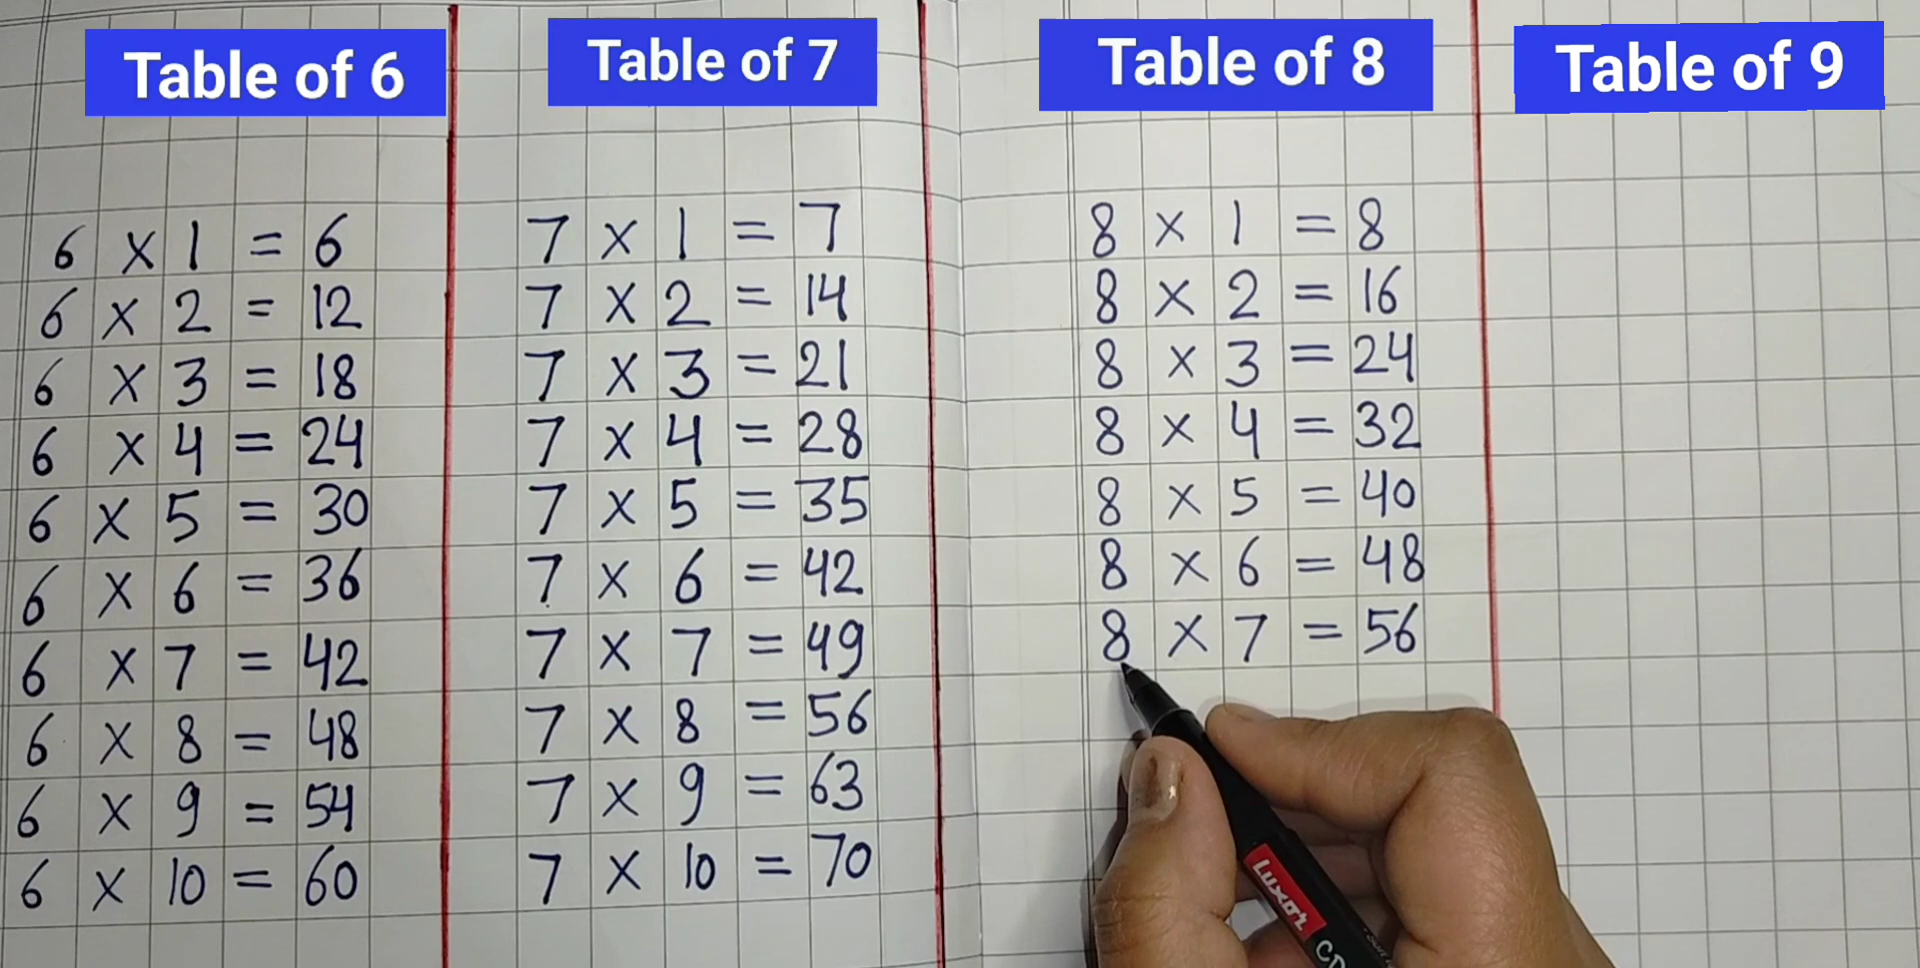 Table of 6
6 × 1 = 6
6 × 2 = 12
6 × 3 = 18
6 × 4 = 24
6 × 5 = 30
6 × 6 = 36
6 × 7 = 42
6 × 8 = 48
6 × 9 = 54
6 × 10 = 60
Table of 7
7 × 1 = 7
7 × 2 = 14
7 × 3 = 21
7 × 4 = 28
7 × 5 = 35
7 × 6 = 42
7 × 7 = 49
7 × 8 = 56
7 × 9 = 63
7 × 10 = 70
Table of 8
8 × 1 = 8
8 × 2 = 16
8 × 3 = 24
8 × 4 = 32
8 × 5 = 40
8 × 6 = 48
8 × 7 = 56
Table of 9
Luxor